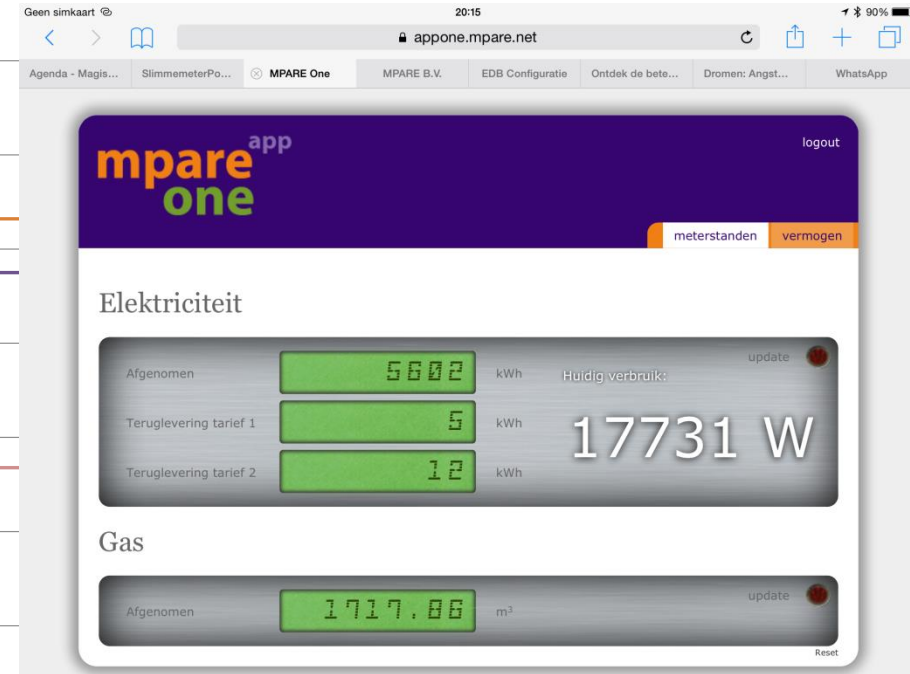 Geen simkaart 20:15 90%
appone.mpare.net
Agenda - Magis... SlimmemeterPo... MPARE One MPARE B.V. EDB Configuratie Ontdek de bete... Dromen: Angst... WhatsApp
mpare app
one
logout
meterstanden vermogen
Elektriciteit
update
Afgenomen 5602 kWh Huidig verbruik:
Teruglevering tarief 1 5 kWh 17731 W
Teruglevering tarief 2 12 kWh
Gas
update
Afgenomen 1717.86 m³
Reset